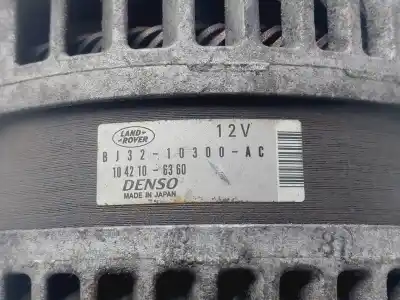 LAND
ROVER
12V
BJ32-10300-AC
104210-6360
DENSO
MADE IN JAPAN